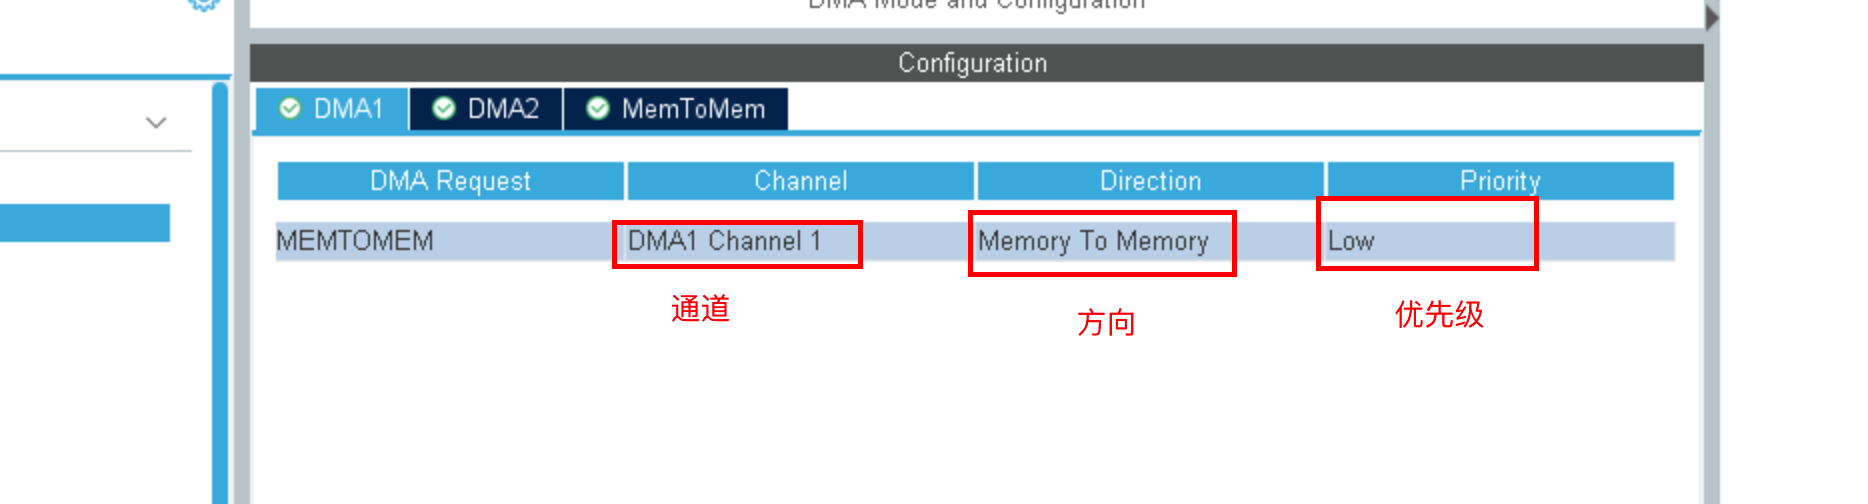 DMA Mode and Configuration
Configuration
DMA1 DMA2 MemToMem
DMA Request Channel Direction Priority
MEMTOMEM DMA1 Channel 1 Memory To Memory Low
通道 方向 优先级